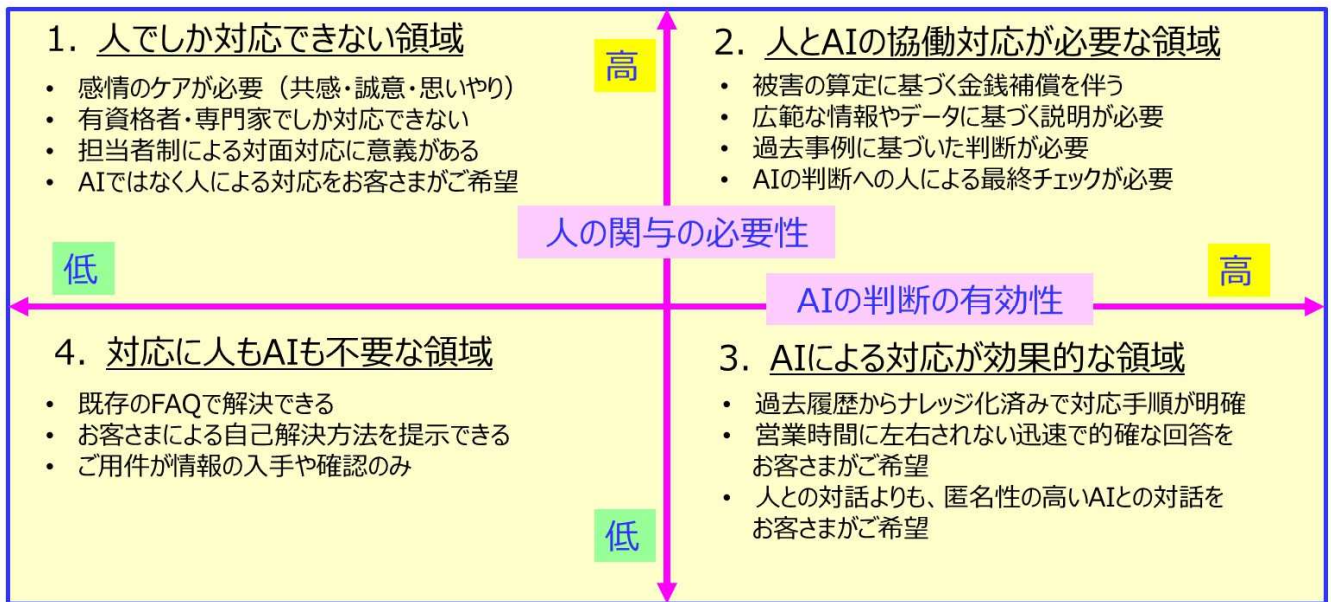 1. 人でしか対応できない領域
• 感情のケアが必要（共感・誠意・思いやり）
• 有資格者・専門家でしか対応できない
• 担当者制による対面対応に意義がある
• AIではなく人による対応をお客さまがご希望
高
2. 人とAIの協働対応が必要な領域
• 被害の算定に基づく金銭補償を伴う
• 広範な情報やデータに基づく説明が必要
• 過去事例に基づいた判断が必要
• AIの判断への人による最終チェックが必要
人の関与の必要性
低
高
AIの判断の有効性
4. 対応に人もAIも不要な領域
• 既存のFAQで解決できる
• お客さまによる自己解決方法を提示できる
• ご用件が情報の入手や確認のみ
3. AIによる対応が効果的な領域
• 過去履歴からナレッジ化済みで対応手順が明確
• 営業時間に左右されない迅速で的確な回答を
お客さまがご希望
• 人との対話よりも、匿名性の高いAIとの対話を
お客さまがご希望
低